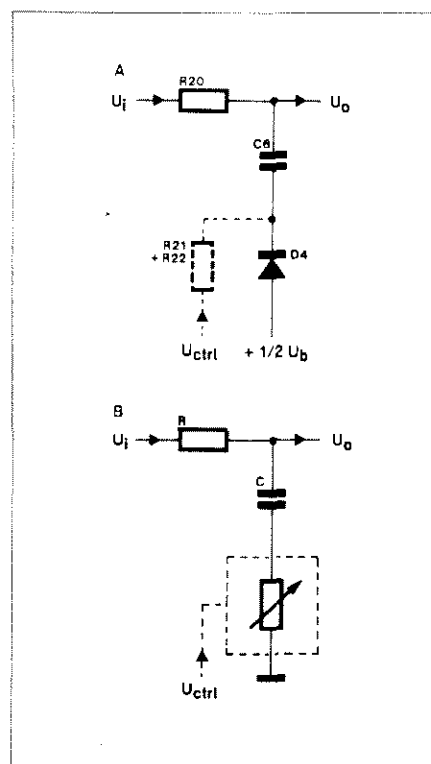 A
R20
Ui Uo
C6
R21
+ R22
D4
Uctrl + 1/2 Ub
B
R
Ui Uo
C
Uctrl